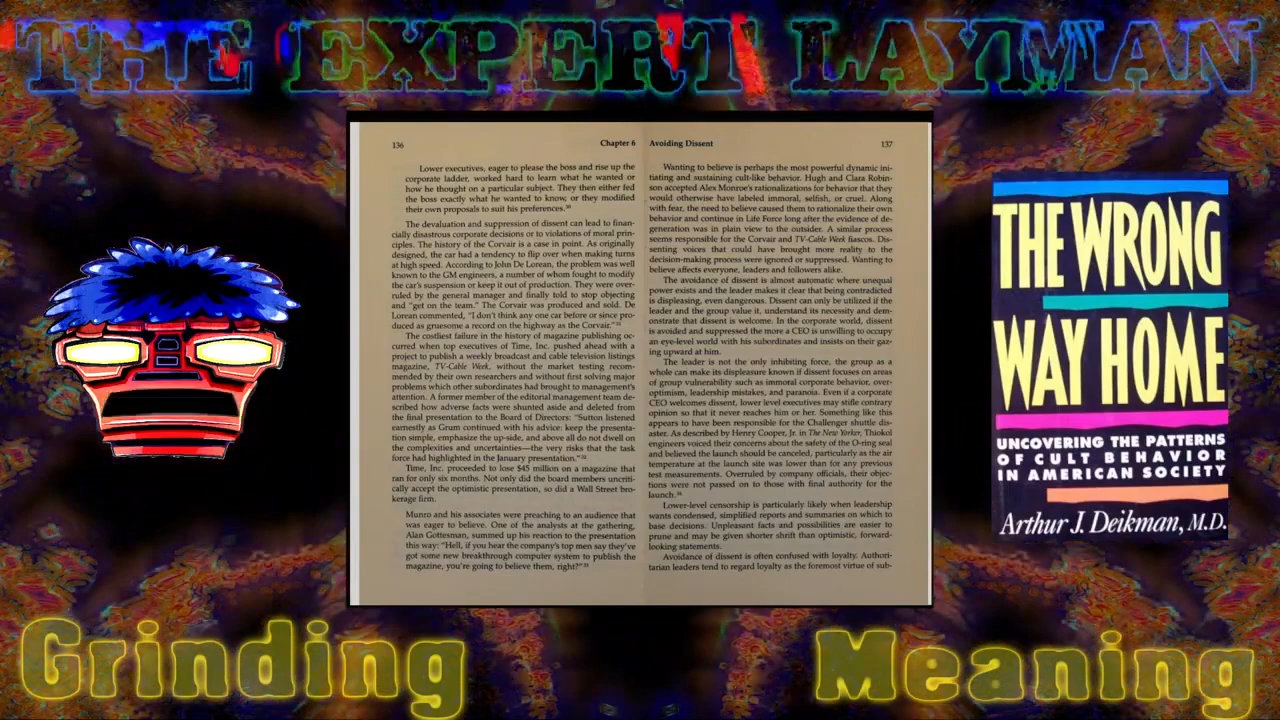 THE EXPERT LAYMAN
136
Chapter 6
Lower executives, eager to please the boss and rise up the
corporate ladder, worked hard to learn what he wanted or
how he thought on a particular subject. They then either fed
the boss exactly what he wanted to know, or they modified
their own proposals to suit his preferences.
The devaluation and suppression of dissent can lead to finan-
cially disastrous corporate decisions or to violations of moral prin-
ciples. The history of the Corvair is a case in point. As originally
designed, the car had a tendency to flip over when making turns
at high speed. According to John De Lorean, the problem was well
known to the GM engineers, a number of whom fought to modify
the car's suspension or keep it out of production. They were over-
ruled by the general manager and finally told to stop objecting
and "get on the team." The Corvair was produced and sold. De
Lorean commented, "I don't think any one car before or since pro-
duced as gruesome a record on the highway as the Corvair."
The costliest failure in the history of magazine publishing oc-
curred when top executives of Time, Inc. pushed ahead with a
project to publish a weekly broadcast and cable television listings
magazine, TV-Cable Week, without the market testing recom-
mended by their own researchers and without first solving major
problems which other subordinates had brought to management's
attention. A former member of the editorial management team de-
scribed how adverse facts were shunted aside and deleted from
the final presentation to the Board of Directors: "Sutton listened
earnestly as Grum continued with his advice: keep the presenta-
tion simple, emphasize the up-side, and above all do not dwell on
the complexities and uncertainties—the very risks that the task
force had highlighted in the January presentation."
Time, Inc. proceeded to lose $45 million on a magazine that
ran for only six months. Not only did the board members uncriti-
cally accept the optimistic presentation, so did a Wall Street bro-
kerage firm.
Munro and his associates were preaching to an audience that
was eager to believe. One of the analysts at the gathering,
Alan Gottesman, summed up his reaction to the presentation
this way: "Hell, if you hear the company's top men say they've
got some new breakthrough computer system to publish the
magazine, you're going to believe them, right?"
Avoiding Dissent
137
Wanting to believe is perhaps the most powerful dynamic ini-
tiating and sustaining cult-like behavior. Hugh and Clara Robin-
son accepted Alex Monroe's rationalizations for behavior that they
would otherwise have labeled immoral, selfish, or cruel. Along
with fear, the need to believe caused them to rationalize their own
behavior and continue in Life Force long after the evidence of de-
generation was in plain view to the outsider. A similar process
seems responsible for the Corvair and TV-Cable Week fiascos. Dis-
senting voices that could have brought more reality to the
decision-making process were ignored or suppressed. Wanting to
believe affects everyone, leaders and followers alike.
The avoidance of dissent is almost automatic where unequal
power exists and the leader makes it clear that being contradicted
is displeasing, even dangerous. Dissent can only be utilized if the
leader and the group value it, understand its necessity and dem-
onstrate that dissent is welcome. In the corporate world, dissent
is avoided and suppressed the more a CEO is unwilling to occupy
an eye-level world with his subordinates and insists on their gaz-
ing upward at him.
The leader is not the only inhibiting force, the group as a
whole can make its displeasure known if dissent focuses on areas
of group vulnerability such as immoral corporate behavior, over-
optimism, leadership mistakes, and paranoia. Even if a corporate
CEO welcomes dissent, lower level executives may stifle contrary
opinion so that it never reaches him or her. Something like this
appears to have been responsible for the Challenger shuttle dis-
aster. As described by Henry Cooper, Jr. in The New Yorker, Thiokol
engineers voiced their concerns about the safety of the O-ring seal
and believed the launch should be canceled, particularly as the air
temperature at the launch site was lower than for any previous
test measurements. Overruled by company officials, their objec-
tions were not passed on to those with final authority for the
launch.
Lower-level censorship is particularly likely when leadership
wants condensed, simplified reports and summaries on which to
base decisions. Unpleasant facts and possibilities are easier to
prune and may be given shorter shrift than optimistic, forward-
looking statements.
Avoidance of dissent is often confused with loyalty. Authori-
tarian leaders tend to regard loyalty as the foremost virtue of sub-
THE WRONG
WAY HOME
UNCOVERING THE PATTERNS
OF CULT BEHAVIOR
IN AMERICAN SOCIETY
Arthur J. Deikman, M.D.
Grinding Meaning